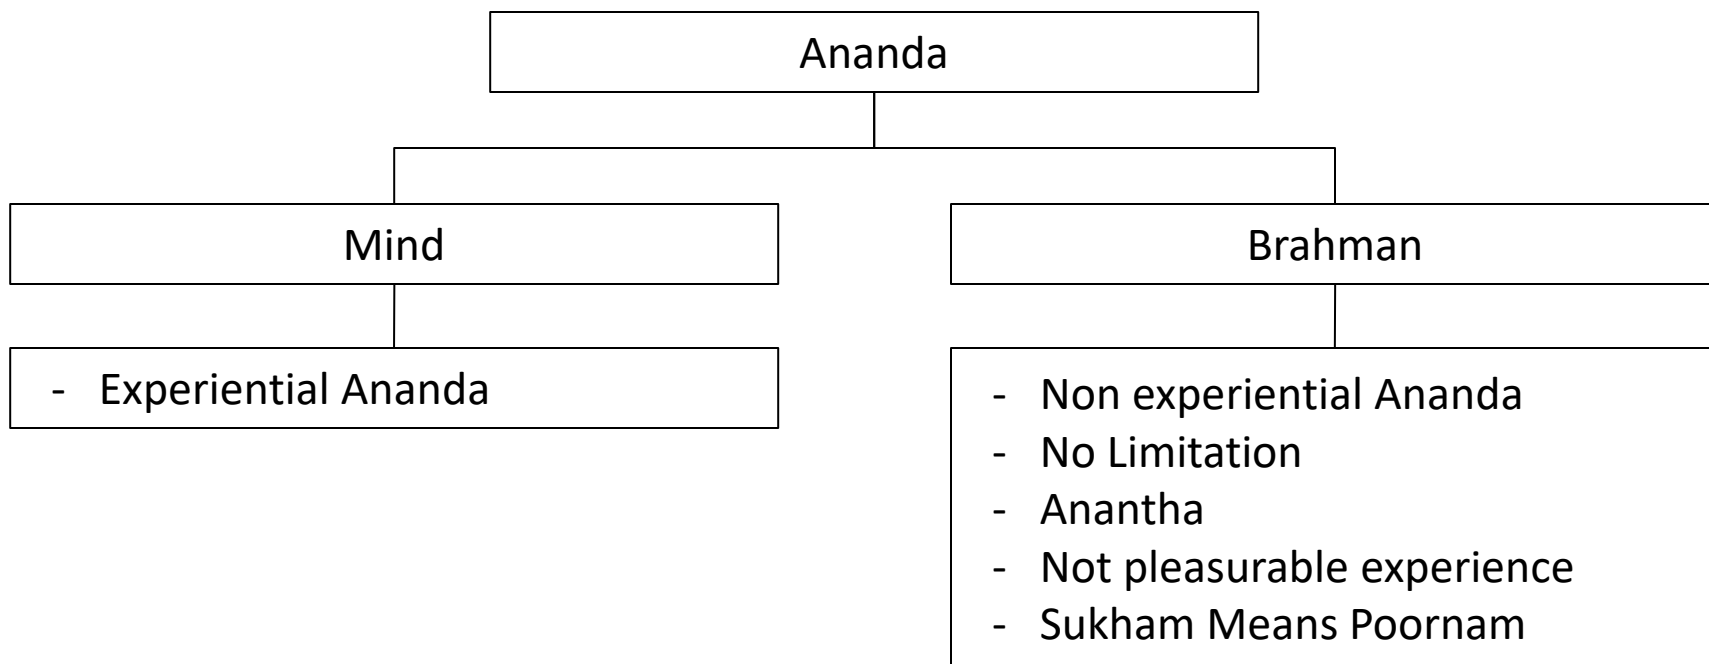 Ananda
Mind
Brahman
- Experiential Ananda
- Non experiential Ananda
- No Limitation
- Anantha
- Not pleasurable experience
- Sukham Means Poornam